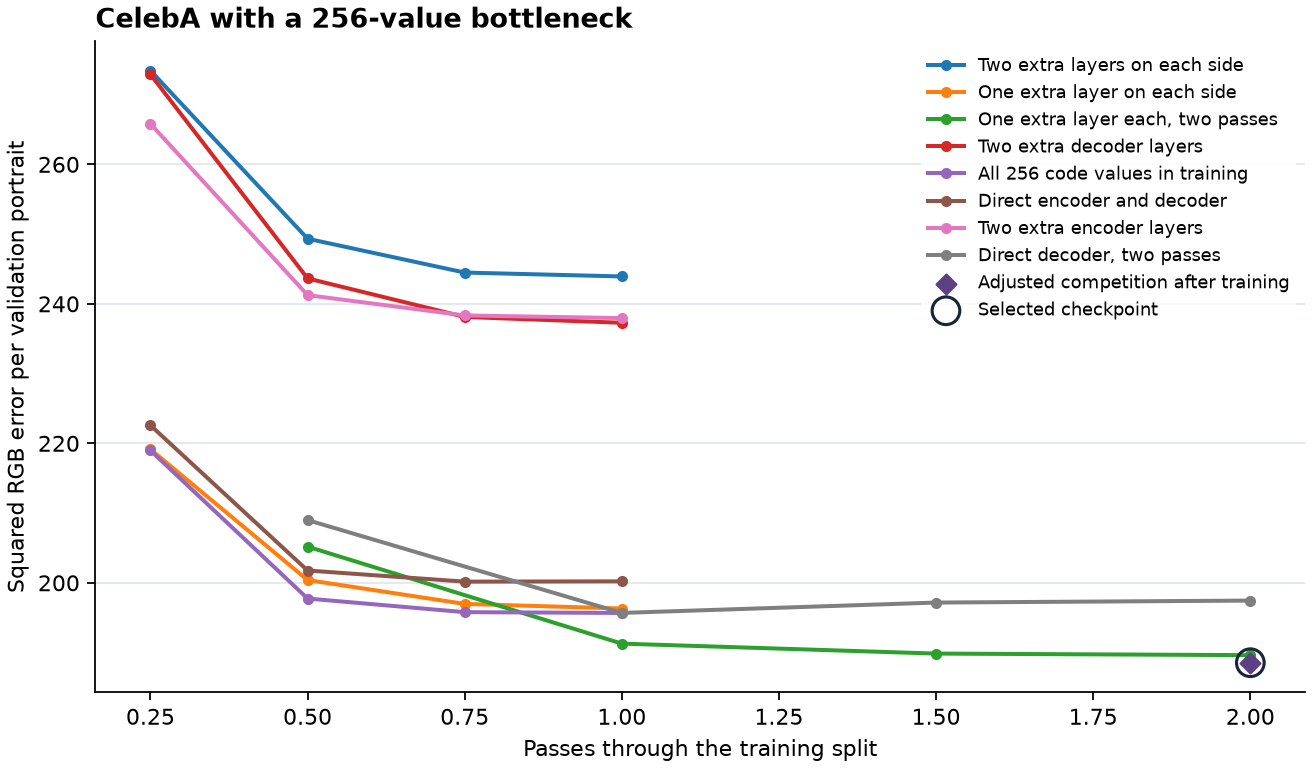 CelebA with a 256-value bottleneck
Squared RGB error per validation portrait
260
240
220
200
Two extra layers on each side
One extra layer on each side
One extra layer each, two passes
Two extra decoder layers
All 256 code values in training
Direct encoder and decoder
Two extra encoder layers
Direct decoder, two passes
Adjusted competition after training
Selected checkpoint
0.25 0.50 0.75 1.00 1.25 1.50 1.75 2.00
Passes through the training split